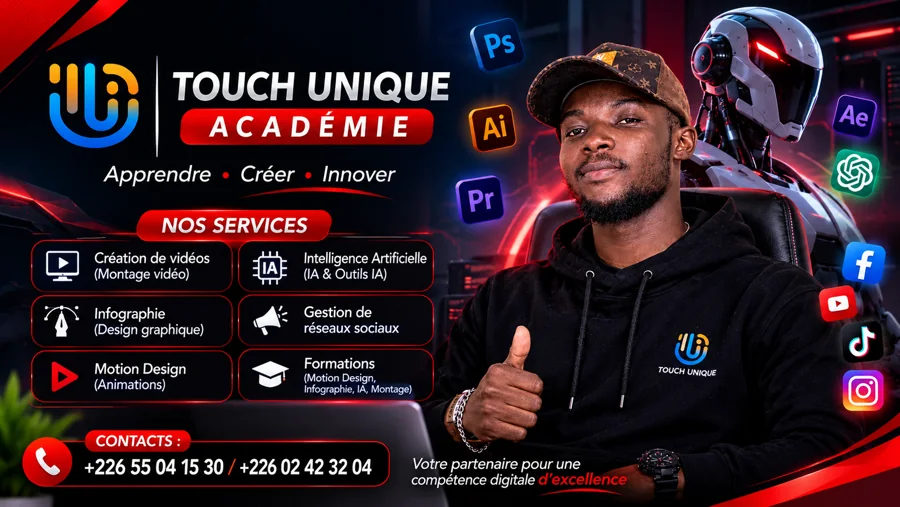 TOUCH UNIQUE
ACADÉMIE
Apprendre • Créer • Innover
NOS SERVICES
Création de vidéos
(Montage vidéo)
IA
Intelligence Artificielle
(IA & Outils IA)
Infographie
(Design graphique)
Gestion de
réseaux sociaux
Motion Design
(Animations)
Formations
(Motion Design,
Infographie, IA, Montage)
CONTACTS :
+226 55 04 15 30 / +226 02 42 32 04
Votre partenaire pour une
compétence digitale d'excellence
Ps
Ai
Pr
Ae
TOUCH UNIQUE